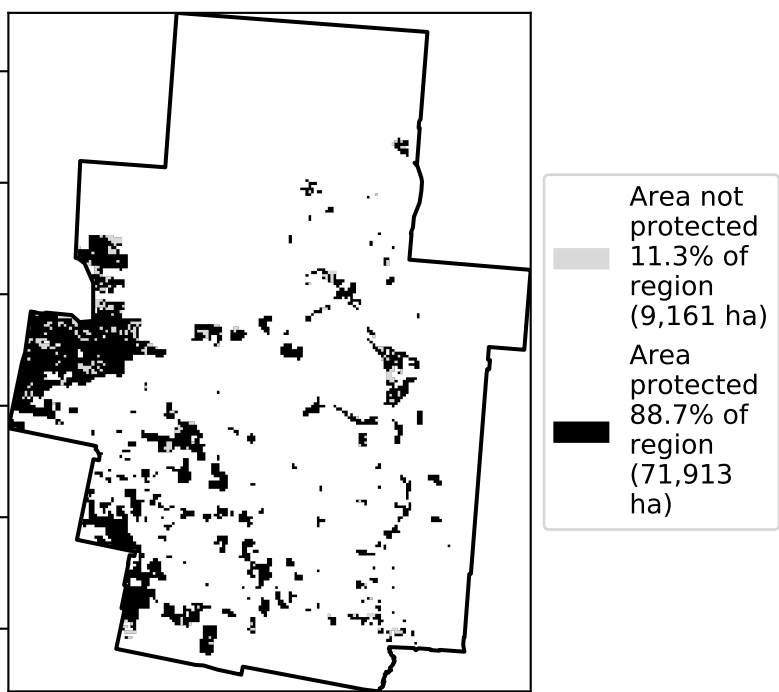 Area not
protected
11.3% of
region
(9,161 ha)
Area
protected
88.7% of
region
(71,913
ha)